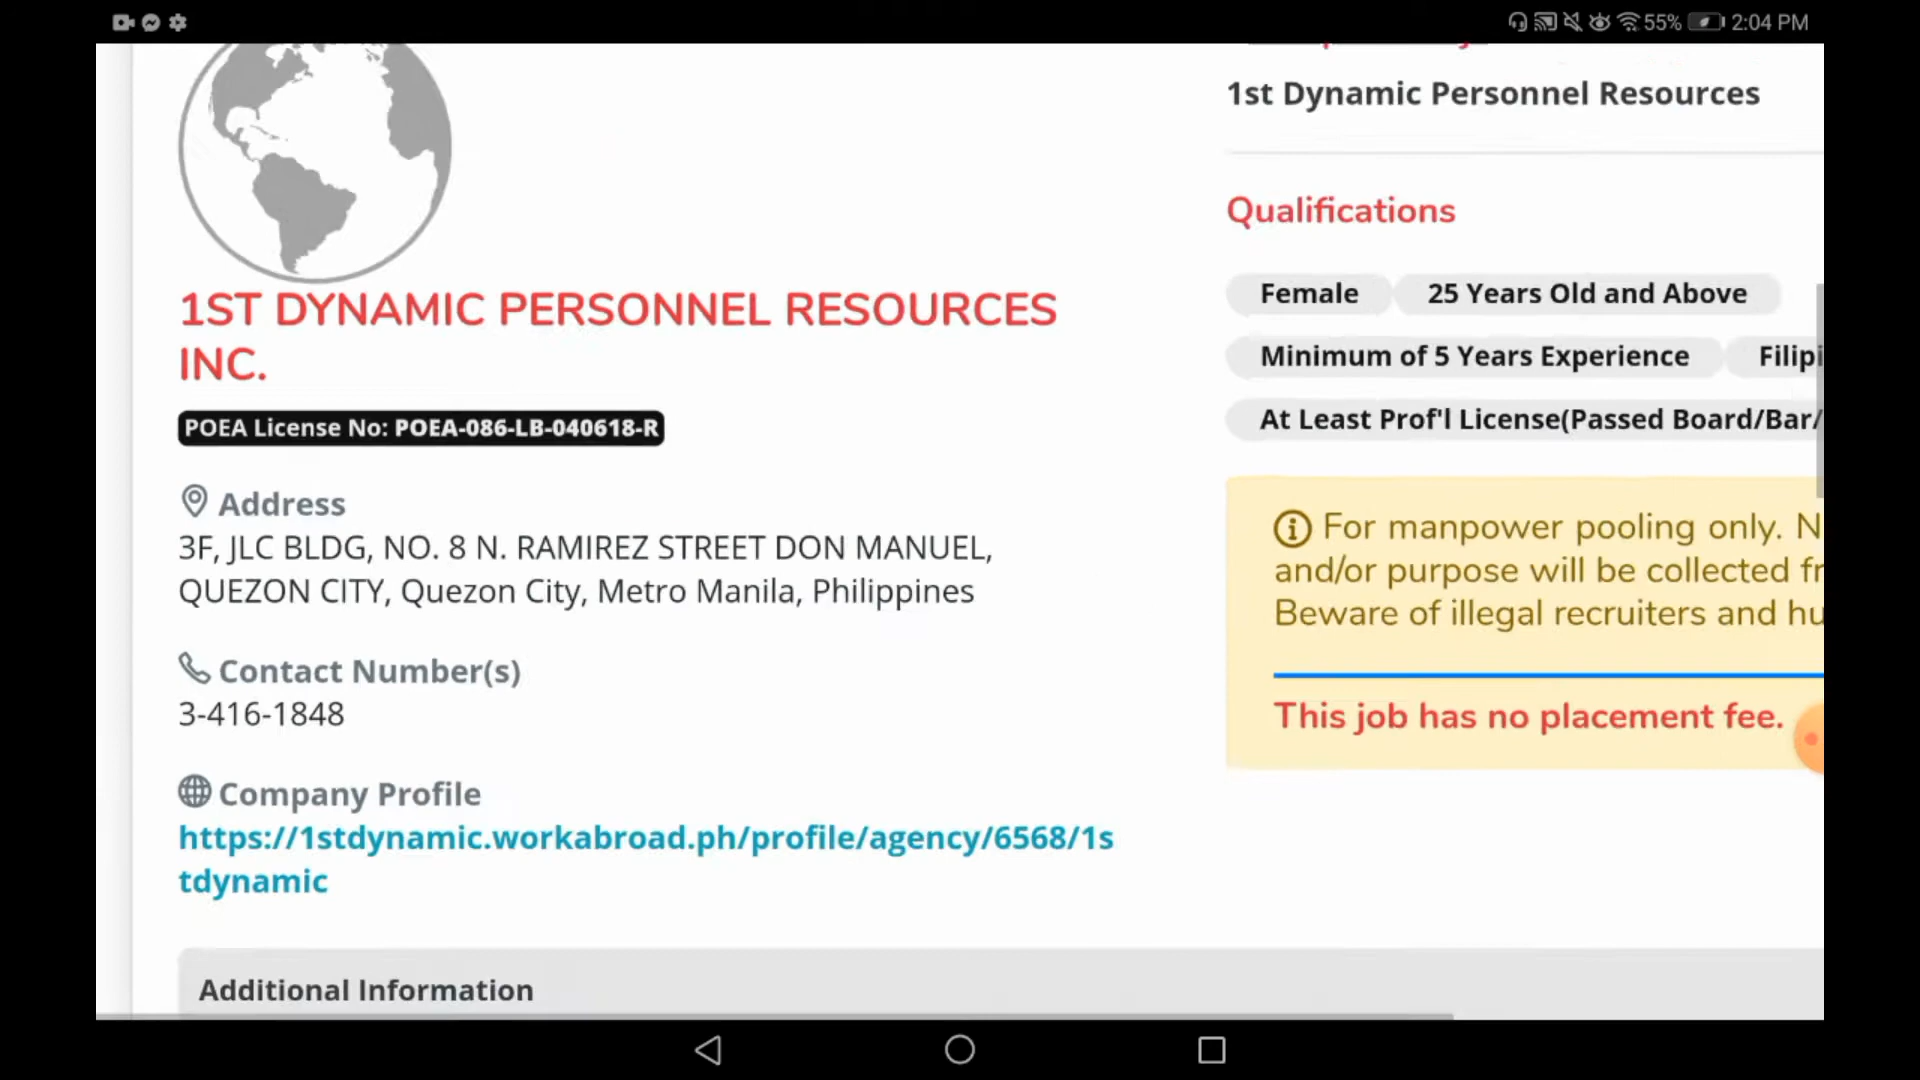 55% 2:04 PM
1st Dynamic Personnel Resources
Qualifications
Female 25 Years Old and Above
Minimum of 5 Years Experience Filipi
At Least Prof'l License(Passed Board/Bar/
For manpower pooling only. N
and/or purpose will be collected fr
Beware of illegal recruiters and hu
This job has no placement fee.
1ST DYNAMIC PERSONNEL RESOURCES
INC.
POEA License No: POEA-086-LB-040618-R
Address
3F, JLC BLDG, NO. 8 N. RAMIREZ STREET DON MANUEL,
QUEZON CITY, Quezon City, Metro Manila, Philippines
Contact Number(s)
3-416-1848
Company Profile
https://1stdynamic.workabroad.ph/profile/agency/6568/1s
tdynamic
Additional Information